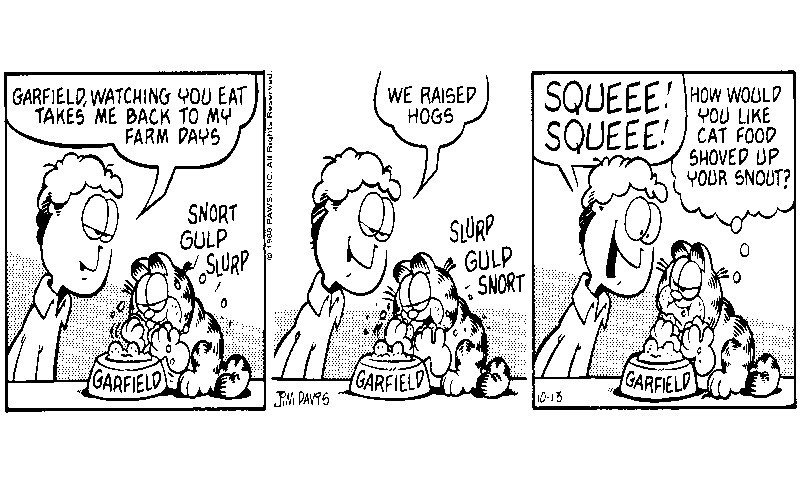 GARFIELD, WATCHING YOU EAT
TAKES ME BACK TO MY
FARM DAYS
SNORT
GULP
SLURP
GARFIELD
© 1988 PAWS, INC. All Rights Reserved.
WE RAISED
HOGS
SLURP
GULP
SNORT
GARFIELD
JIM DAVIS
SQUEEE!
SQUEEE!
HOW WOULD
YOU LIKE
CAT FOOD
SHOVED UP
YOUR SNOUT?
GARFIELD
10-13